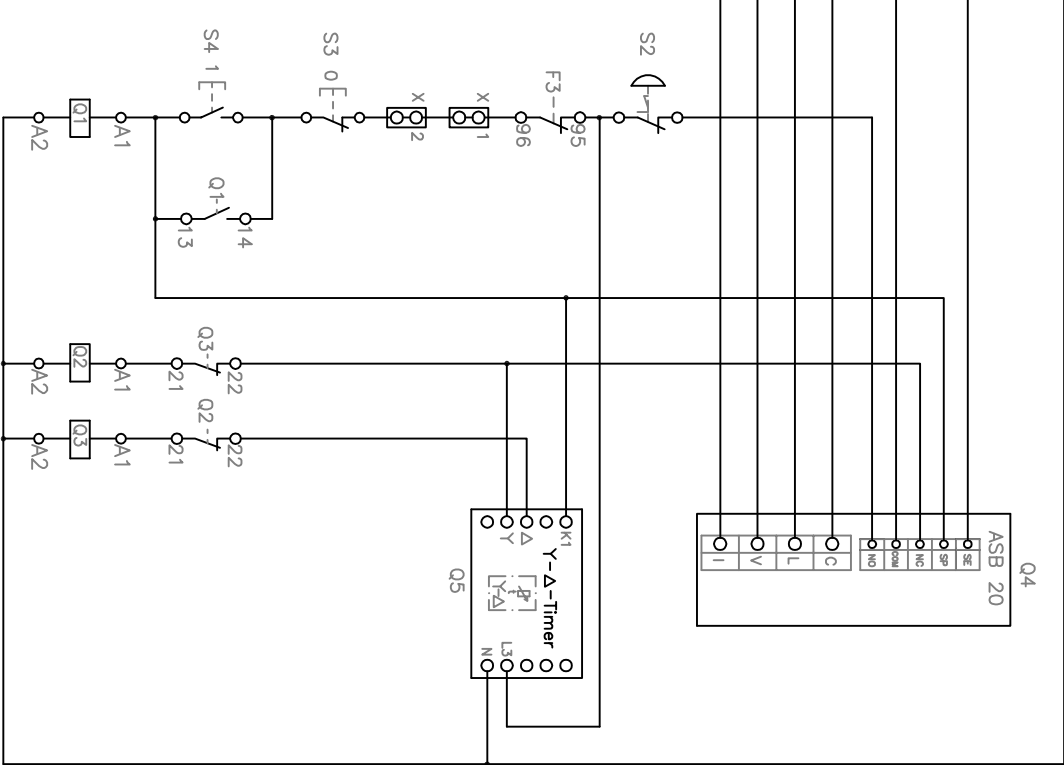 S2
S3 0
S4 1
F3
X
X
Q1
A2
A1
2
1
96
95
Q1
13
14
Q3
Q2
A2
A1
21
22
Q2
Q3
A2
A1
21
22
K1
Y
Δ
Y-Δ-Timer
Y-Δ
Q5
N
L3
I
V
L
C
NO
COM
NC
SP
SE
ASB 20
Q4